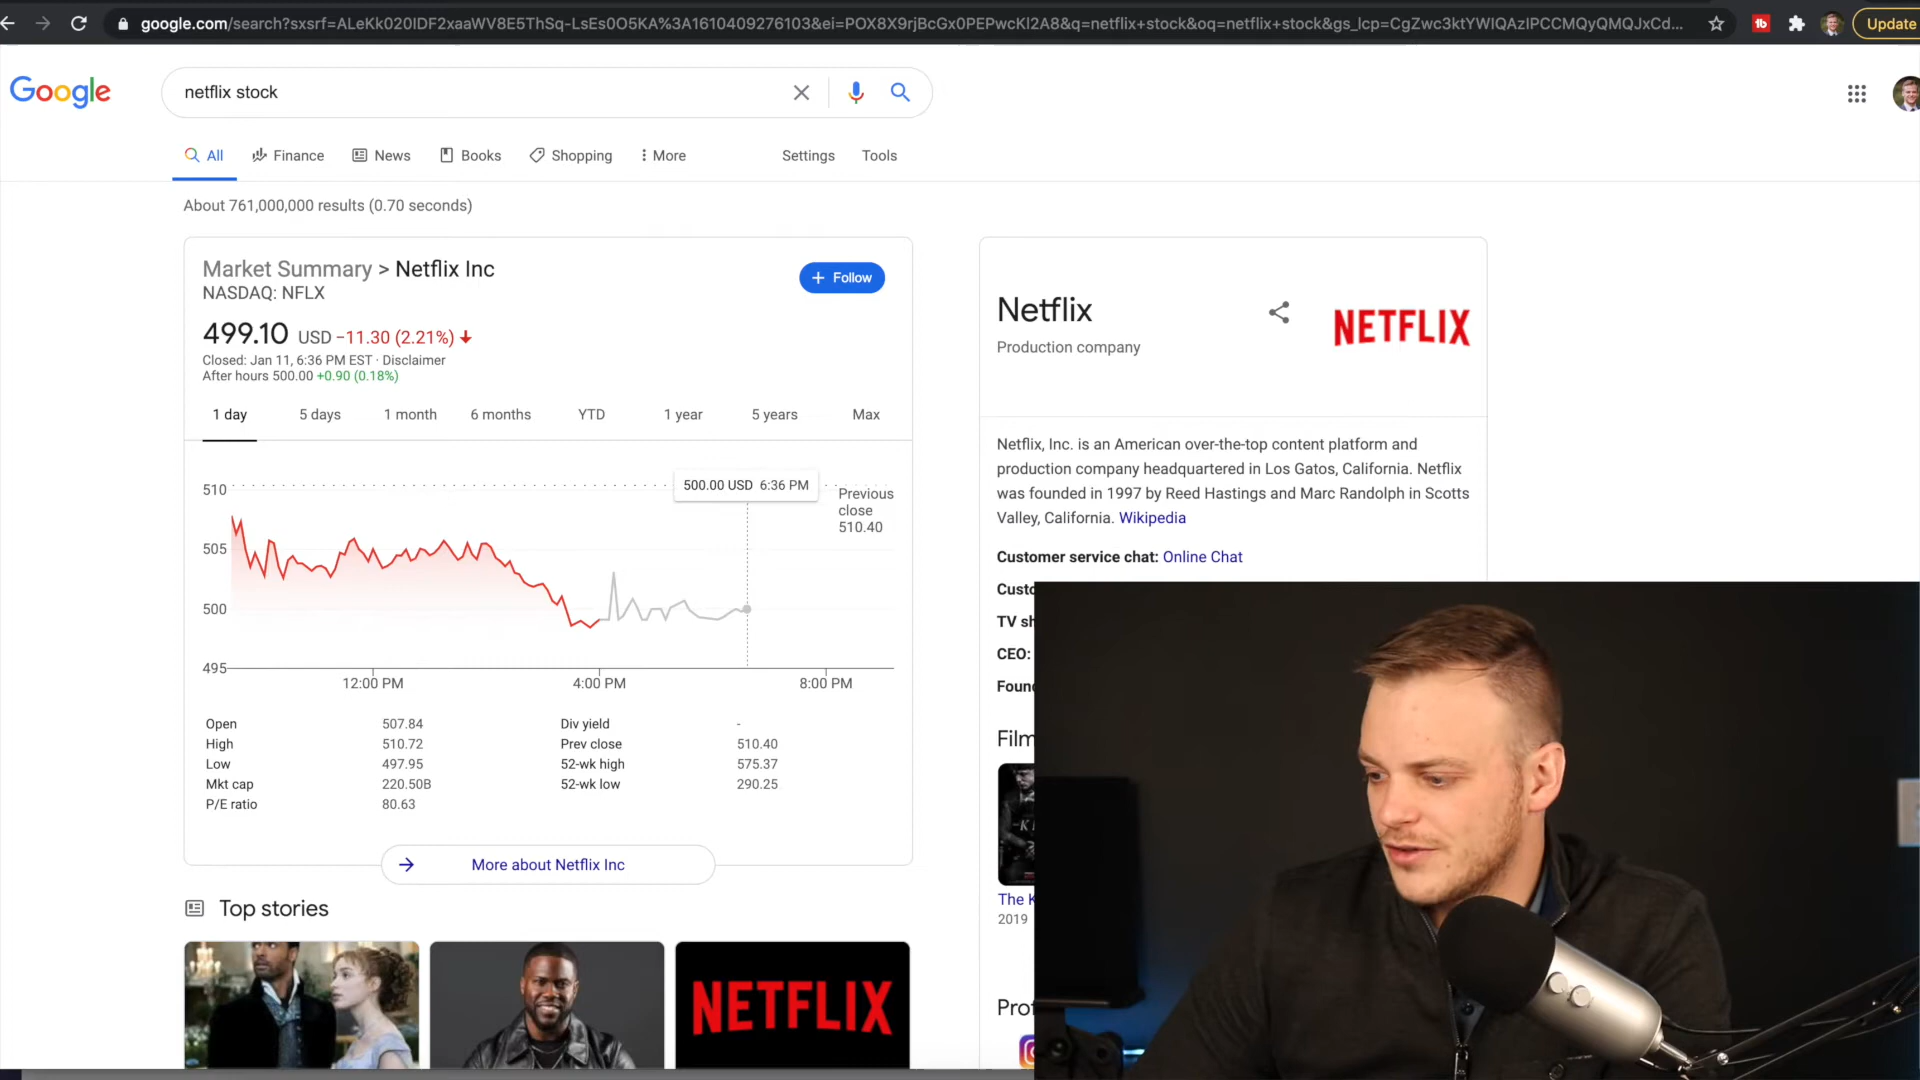 google.com/search?sxsrf=ALeKk020IDF2xaaWV8E5ThSq-LsEs0O5KA%3A1610409276103&ei=POX8X9rjBcGx0PEPwcKI2A8&q=netflix+stock&oq=netflix+stock&gs_lcp=CgZwc3ktYWIQAzIPCCMQyQMQJxCd...
Update
Google
netflix stock
All
Finance
News
Books
Shopping
More
Settings
Tools
About 761,000,000 results (0.70 seconds)
Market Summary > Netflix Inc
NASDAQ: NFLX
+ Follow
499.10 USD −11.30 (2.21%)
Closed: Jan 11, 6:36 PM EST · Disclaimer
After hours 500.00 +0.90 (0.18%)
1 day
5 days
1 month
6 months
YTD
1 year
5 years
Max
510
505
500
495
500.00 USD 6:36 PM
Previous
close
510.40
12:00 PM
4:00 PM
8:00 PM
Open 507.84
High 510.72
Low 497.95
Mkt cap 220.50B
P/E ratio 80.63
Div yield -
Prev close 510.40
52-wk high 575.37
52-wk low 290.25
More about Netflix Inc
Top stories
NETFLIX
Netflix
Production company
NETFLIX
Netflix, Inc. is an American over-the-top content platform and
production company headquartered in Los Gatos, California. Netflix
was founded in 1997 by Reed Hastings and Marc Randolph in Scotts
Valley, California. Wikipedia
Customer service chat: Online Chat
Custo
TV sh
CEO:
Found
Film
The K
2019
Prof